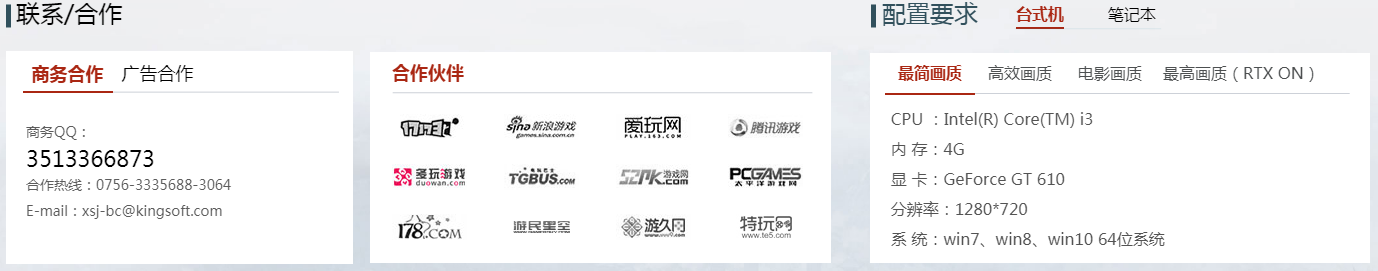 联系/合作
商务合作 广告合作
商务QQ：
3513366873
合作热线：0756-3335688-3064
E-mail：xsj-bc@kingsoft.com
合作伙伴
17173
sina 新浪游戏
games.sina.com.cn
爱玩网
PLAY.163.COM
腾讯游戏
多玩游戏
duowan.com
TGBUS.COM
52PK游戏网
.com
PCGAMES
太平洋游戏网
178.COM
游民星空
游久网
特玩网
www.te5.com
配置要求 台式机 笔记本
最简画质 高效画质 电影画质 最高画质（RTX ON）
CPU ：Intel(R) Core(TM) i3
内 存：4G
显 卡：GeForce GT 610
分辨率：1280*720
系 统：win7、win8、win10 64位系统